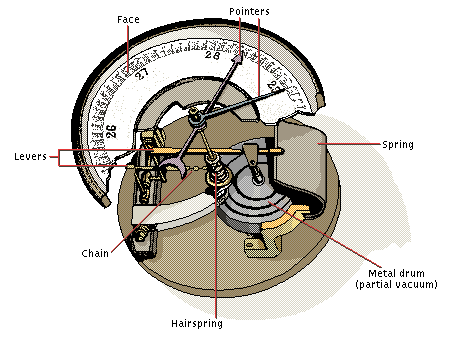 Pointers
Face
28
27
26
Levers
Spring
Chain
Metal drum
(partial vacuum)
Hairspring